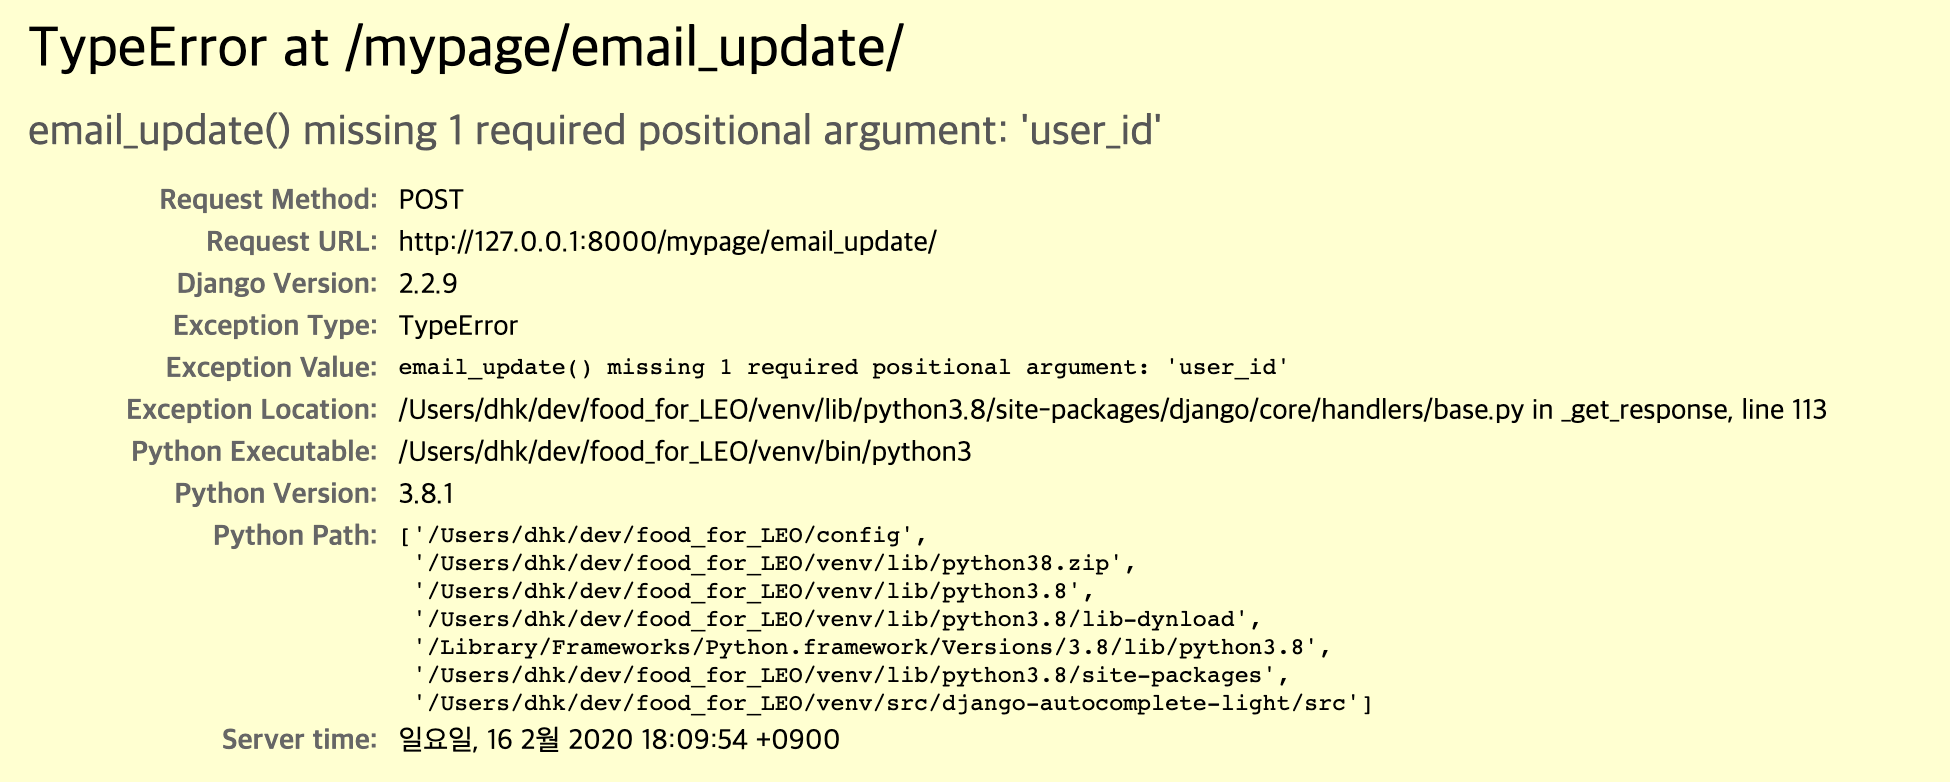 TypeError at /mypage/email_update/
email_update() missing 1 required positional argument: 'user_id'
Request Method: POST
Request URL: http://127.0.0.1:8000/mypage/email_update/
Django Version: 2.2.9
Exception Type: TypeError
Exception Value: email_update() missing 1 required positional argument: 'user_id'
Exception Location: /Users/dhk/dev/food_for_LEO/venv/lib/python3.8/site-packages/django/core/handlers/base.py in _get_response, line 113
Python Executable: /Users/dhk/dev/food_for_LEO/venv/bin/python3
Python Version: 3.8.1
Python Path: ['/Users/dhk/dev/food_for_LEO/config',
'/Users/dhk/dev/food_for_LEO/venv/lib/python38.zip',
'/Users/dhk/dev/food_for_LEO/venv/lib/python3.8',
'/Users/dhk/dev/food_for_LEO/venv/lib/python3.8/lib-dynload',
'/Library/Frameworks/Python.framework/Versions/3.8/lib/python3.8',
'/Users/dhk/dev/food_for_LEO/venv/lib/python3.8/site-packages',
'/Users/dhk/dev/food_for_LEO/venv/src/django-autocomplete-light/src']
Server time: 일요일, 16 2월 2020 18:09:54 +0900